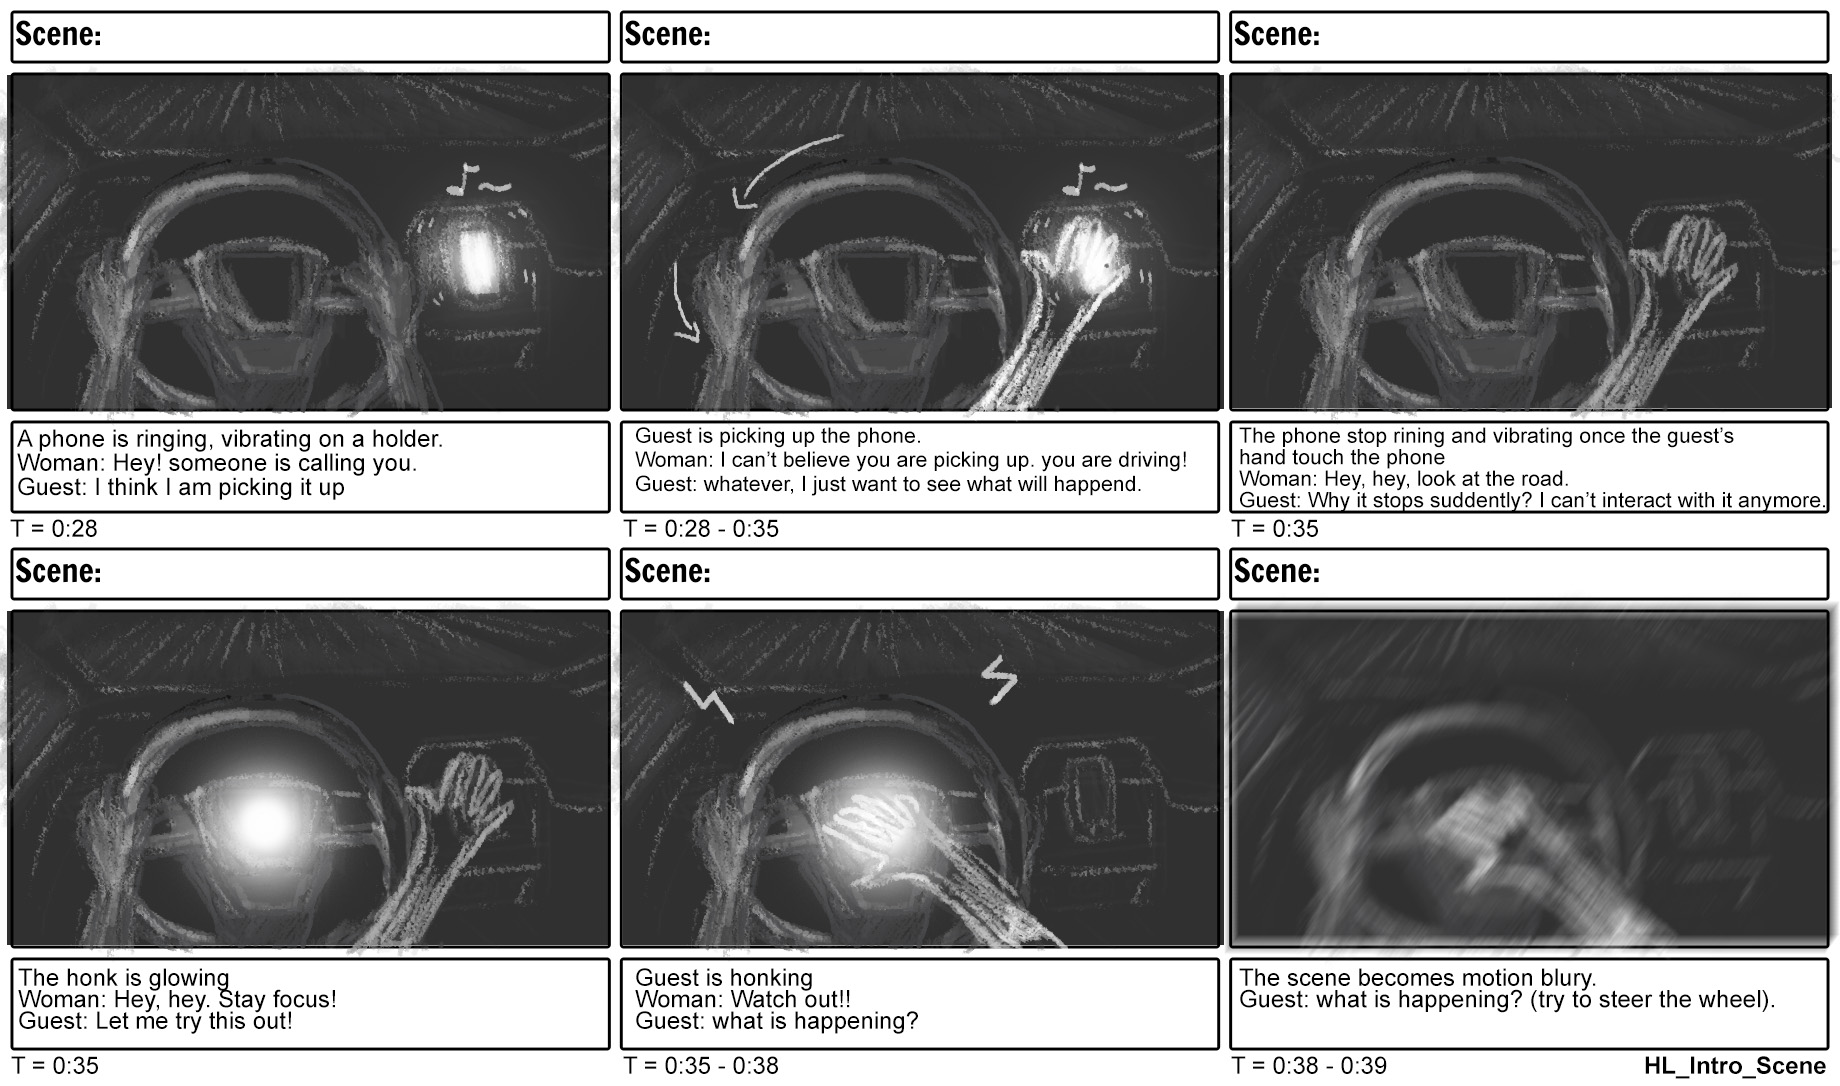 Scene:
Scene:
Scene:
A phone is ringing, vibrating on a holder.
Woman: Hey! someone is calling you.
Guest: I think I am picking it up
Guest is picking up the phone.
Woman: I can't believe you are picking up. you are driving!
Guest: whatever, I just want to see what will happend.
The phone stop rining and vibrating once the guest's
hand touch the phone
Woman: Hey, hey, look at the road.
Guest: Why it stops suddently? I can't interact with it anymore.
T = 0:28
T = 0:28 - 0:35
T = 0:35
Scene:
Scene:
Scene:
The honk is glowing
Woman: Hey, hey. Stay focus!
Guest: Let me try this out!
Guest is honking
Woman: Watch out!!
Guest: what is happening?
The scene becomes motion blury.
Guest: what is happening? (try to steer the wheel).
T = 0:35
T = 0:35 - 0:38
T = 0:38 - 0:39
HL_Intro_Scene